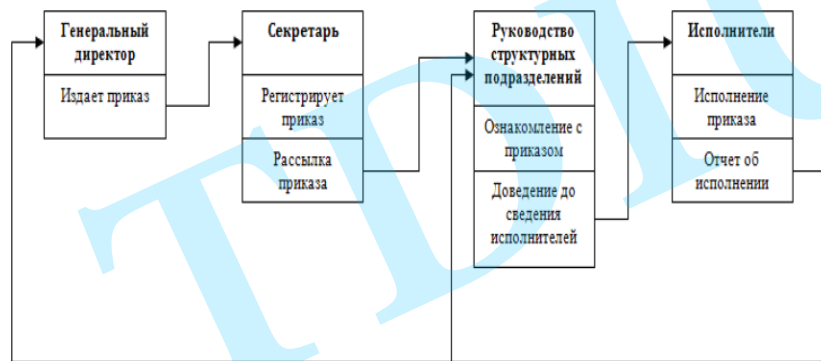 Генеральный
директор
Издает приказ
Секретарь
Регистрирует
приказ
Рассылка
приказа
Руководство
структурных
подразделений
Ознакомление с
приказом
Доведение до
сведения
исполнителей
Исполнители
Исполнение
приказа
Отчет об
исполнении
TDIU